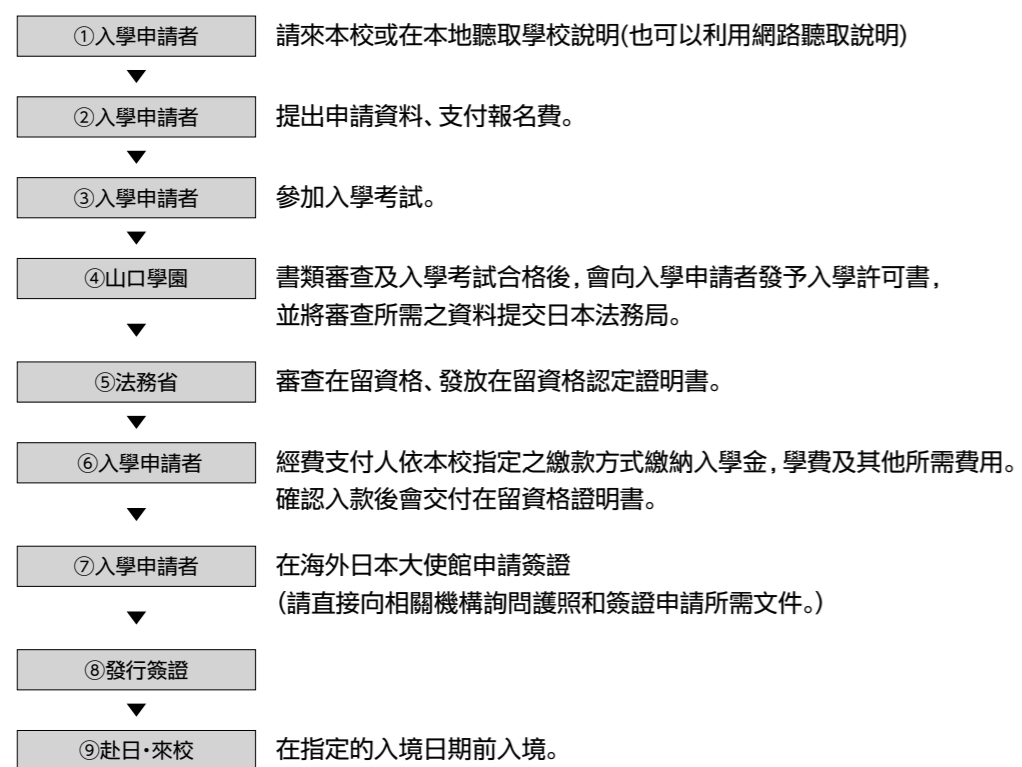 ①入學申請者 請來本校或在本地聽取學校說明(也可以利用網路聽取說明)
▼
②入學申請者 提出申請資料、支付報名費。
▼
③入學申請者 參加入學考試。
▼
④山口學園 書類審查及入學考試合格後,會向入學申請者發予入學許可書,
並將審查所需之資料提交日本法務局。
▼
⑤法務省 審查在留資格、發放在留資格認定證明書。
▼
⑥入學申請者 經費支付人依本校指定之繳款方式繳納入學金,學費及其他所需費用。
確認入款後會交付在留資格證明書。
▼
⑦入學申請者 在海外日本大使館申請簽證
(請直接向相關機構詢問護照和簽證申請所需文件。)
▼
⑧發行簽證
▼
⑨赴日・來校 在指定的入境日期前入境。